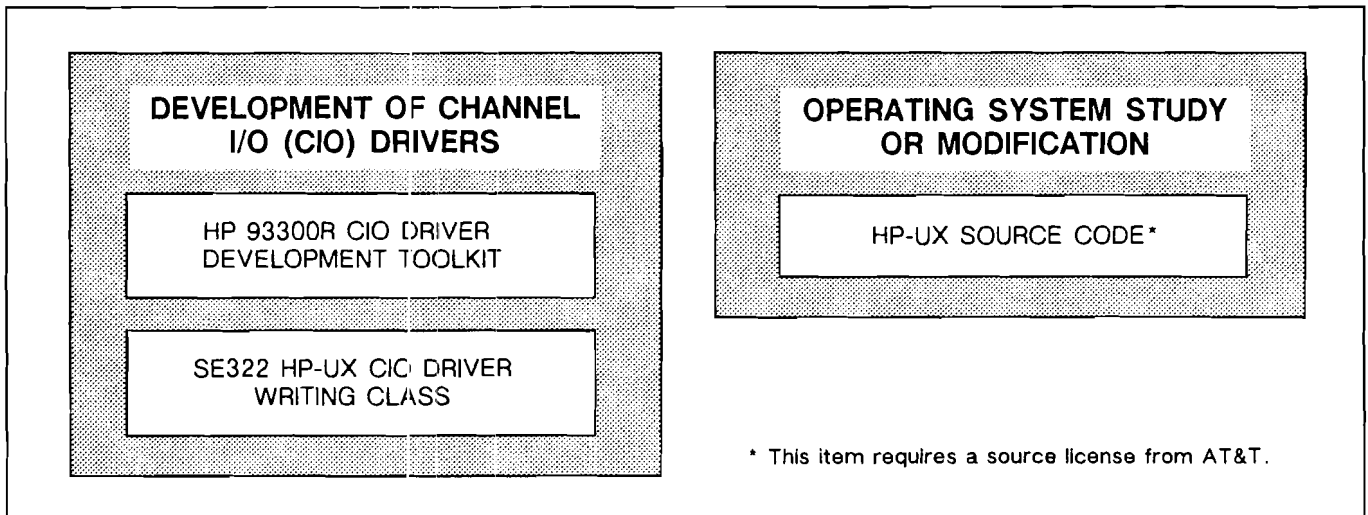 DEVELOPMENT OF CHANNEL
I/O (CIO) DRIVERS
HP 93300R CIO DRIVER
DEVELOPMENT TOOLKIT
SE322 HP-UX CIO DRIVER
WRITING CLASS
OPERATING SYSTEM STUDY
OR MODIFICATION
HP-UX SOURCE CODE*
* This item requires a source license from AT&T.